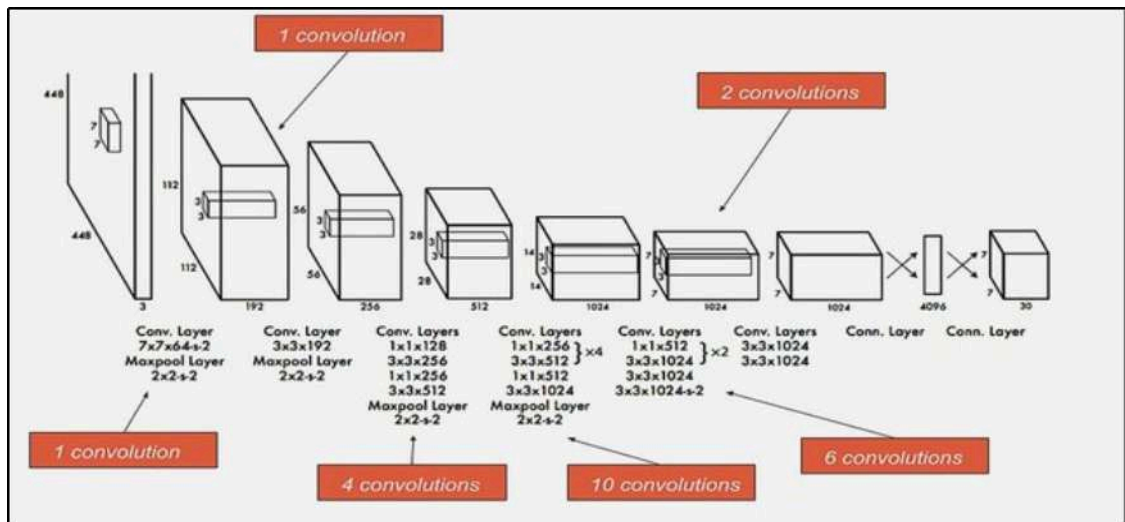 1 convolution
2 convolutions
448
7
7
448
3
112
3
3
112
192
56
3
3
56
256
28
3
3
28
512
14
3
3
14
1024
7
3
3
7
1024
7
7
1024
4096
7
7
30
Conv. Layer
7x7x64-s-2
Maxpool Layer
2x2-s-2
Conv. Layer
3x3x192
Maxpool Layer
2x2-s-2
Conv. Layers
1x1x128
3x3x256
1x1x256
3x3x512
Maxpool Layer
2x2-s-2
Conv. Layers
1x1x256
3x3x512 } ×4
1x1x512
3x3x1024
Maxpool Layer
2x2-s-2
Conv. Layers
1x1x512
3x3x1024 } ×2
3x3x1024
3x3x1024-s-2
Conv. Layers
3x3x1024
3x3x1024
Conn. Layer
Conn. Layer
1 convolution
4 convolutions
10 convolutions
6 convolutions